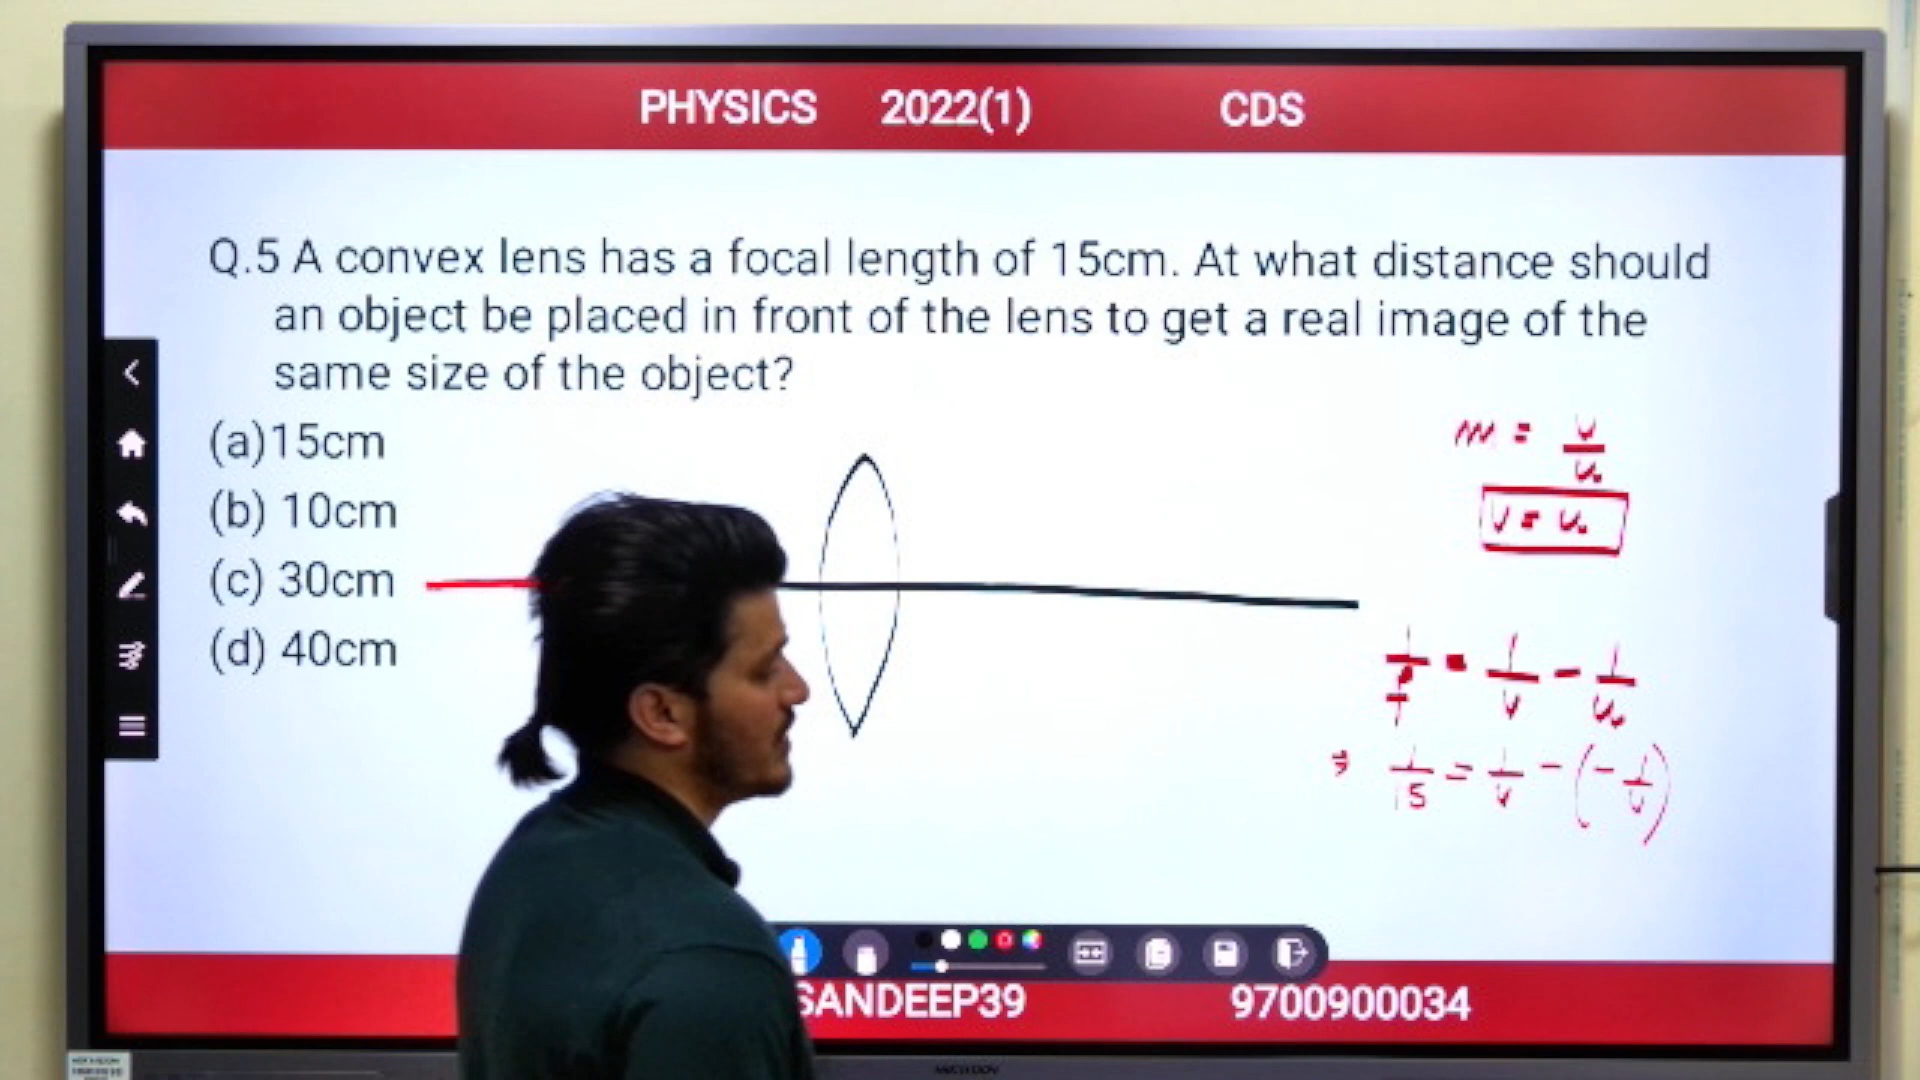 PHYSICS 2022(1) CDS
Q.5 A convex lens has a focal length of 15cm. At what distance should
an object be placed in front of the lens to get a real image of the
same size of the object?
(a)15cm
(b) 10cm
(c) 30cm
(d) 40cm
m = v/u
v = u
1/f = 1/v - 1/u
⇒ 1/15 = 1/v - (- 1/v)
SANDEEP39 9700900034